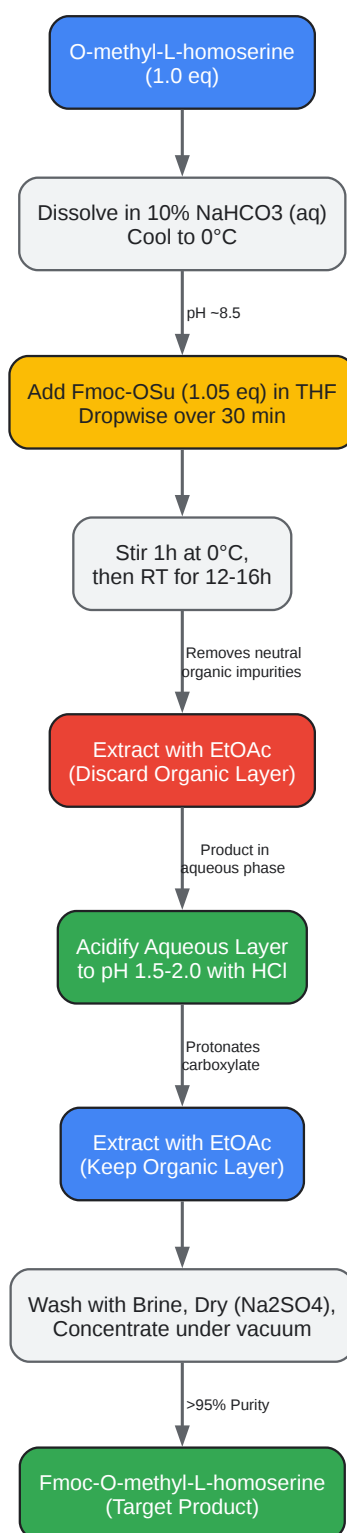 O-methyl-L-homoserine
(1.0 eq)
Dissolve in 10% NaHCO3 (aq)
Cool to 0°C
pH ~8.5
Add Fmoc-OSu (1.05 eq) in THF
Dropwise over 30 min
Stir 1h at 0°C,
then RT for 12-16h
Removes neutral
organic impurities
Extract with EtOAc
(Discard Organic Layer)
Product in
aqueous phase
Acidify Aqueous Layer
to pH 1.5-2.0 with HCl
Protonates
carboxylate
Extract with EtOAc
(Keep Organic Layer)
Wash with Brine, Dry (Na2SO4),
Concentrate under vacuum
>95% Purity
Fmoc-O-methyl-L-homoserine
(Target Product)